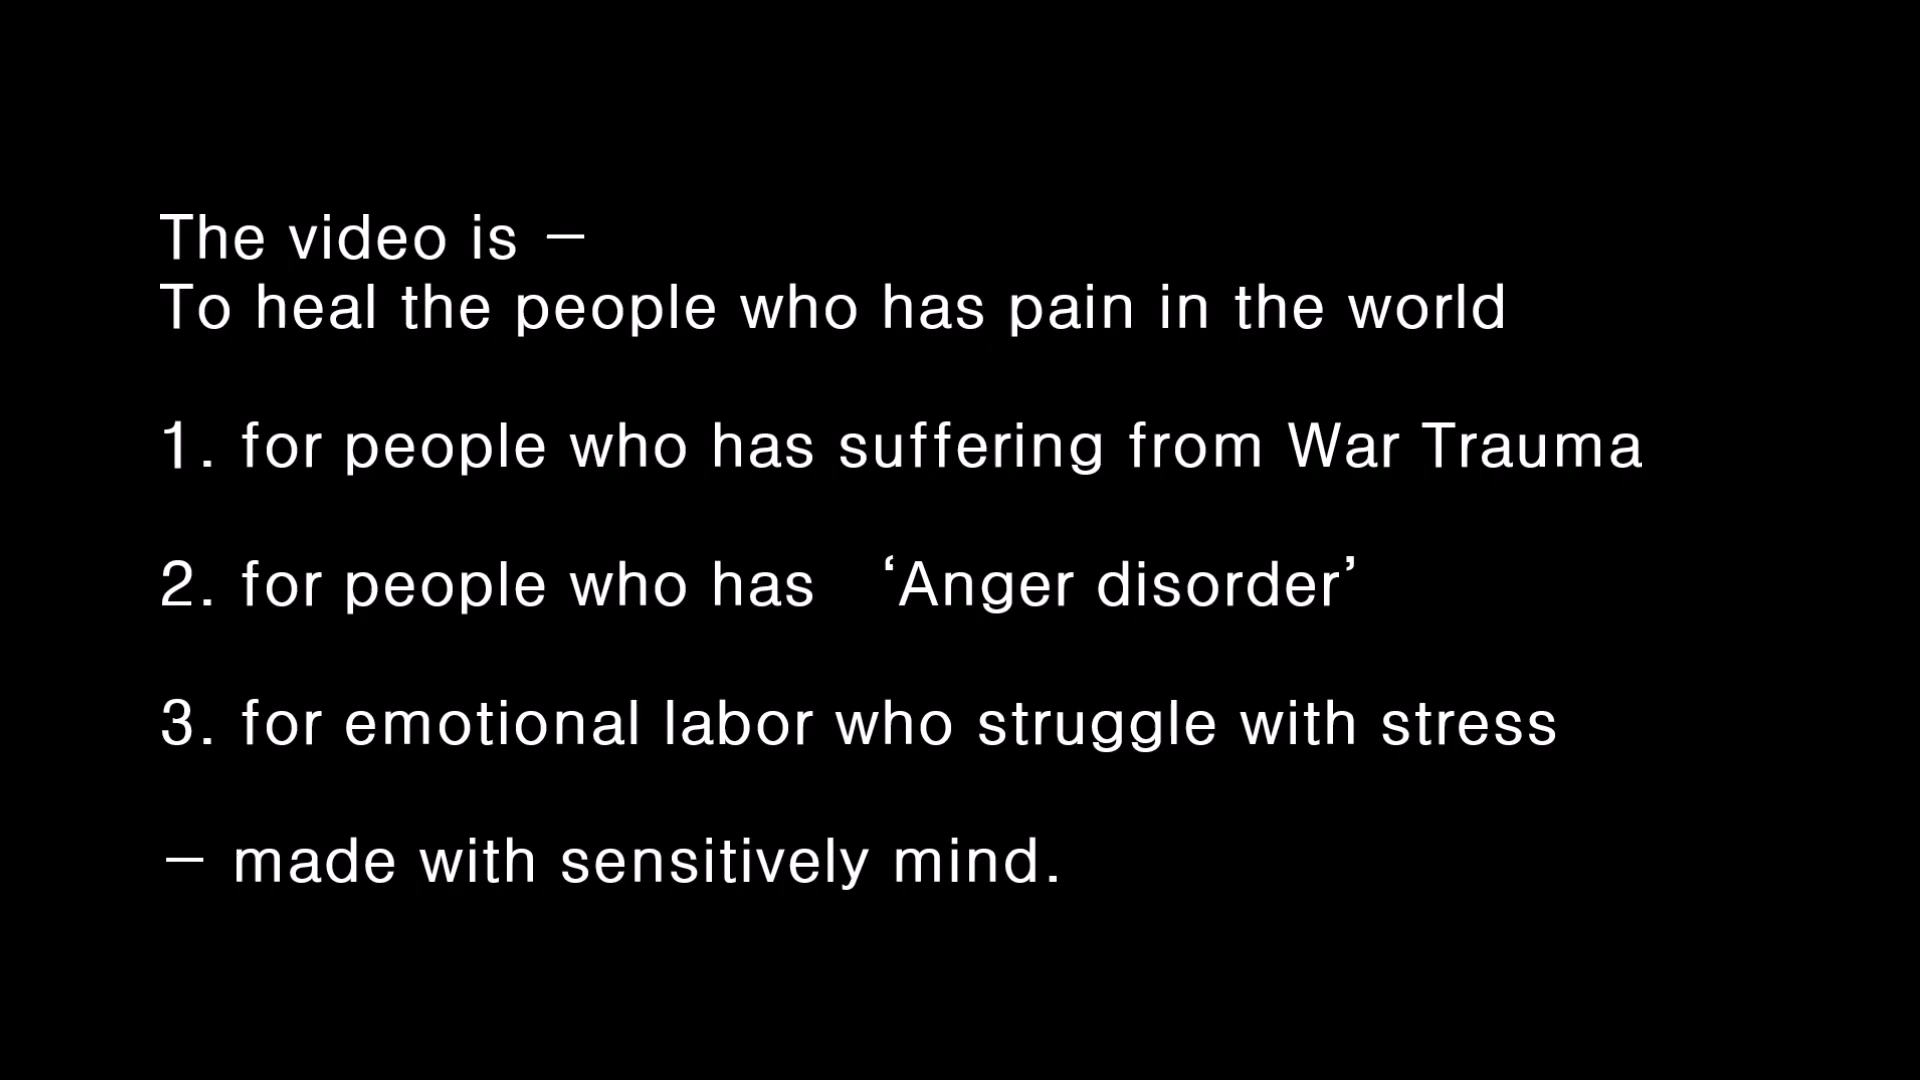 The video is –
To heal the people who has pain in the world
1. for people who has suffering from War Trauma
2. for people who has ‘Anger disorder’
3. for emotional labor who struggle with stress
– made with sensitively mind.